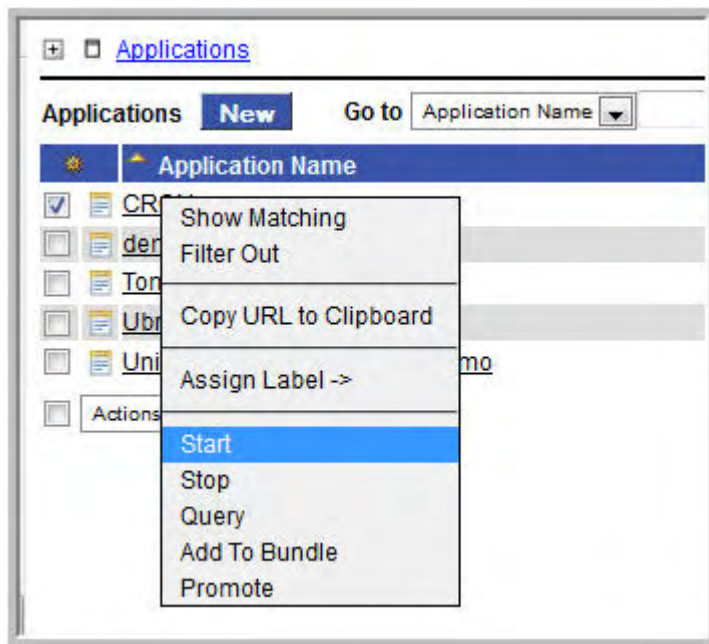 Applications
Applications New Go to Application Name
Application Name
Show Matching
Filter Out
Copy URL to Clipboard
Assign Label ->
mo
Actions
Start
Stop
Query
Add To Bundle
Promote